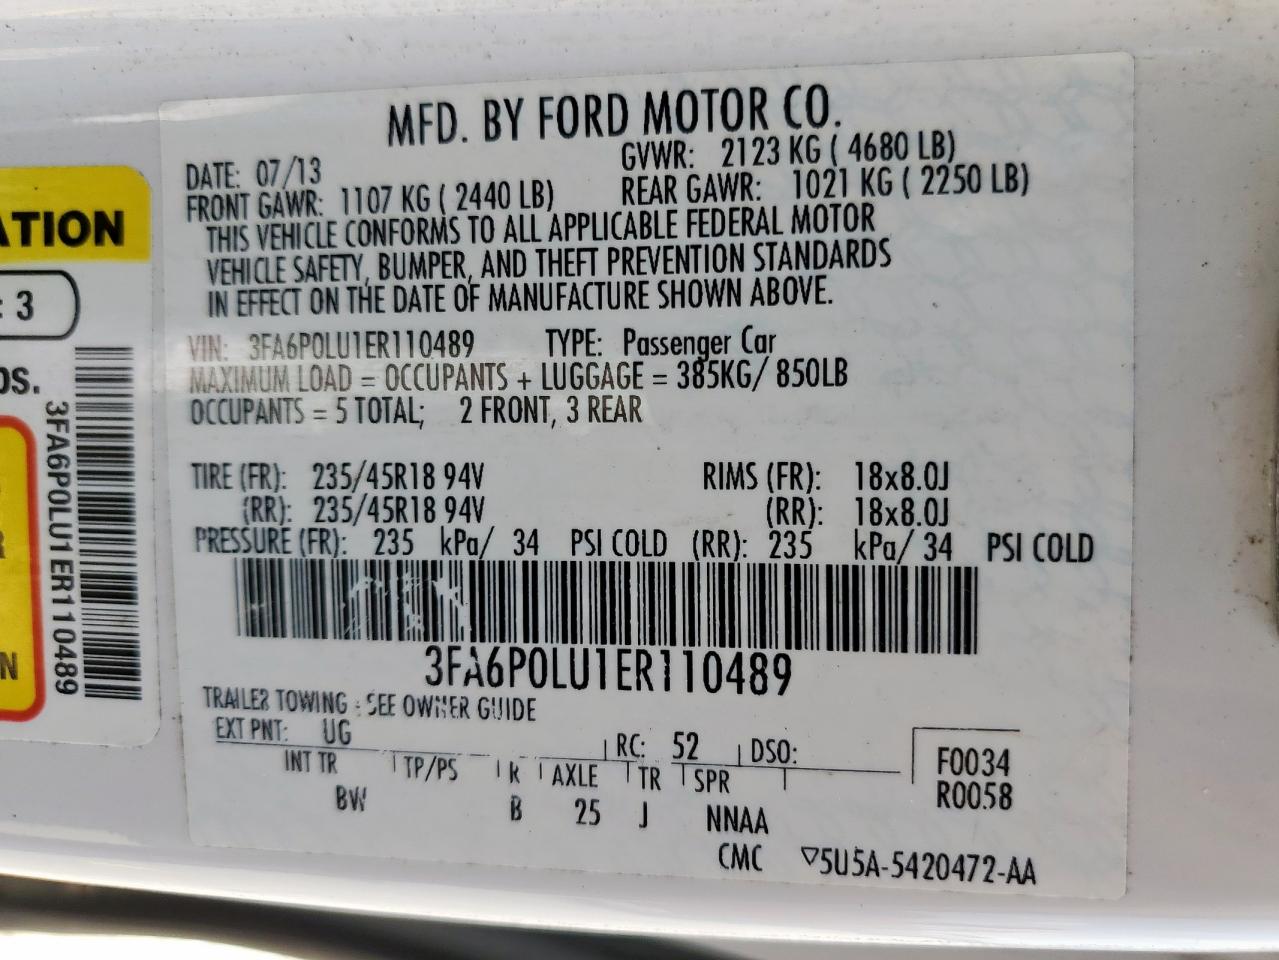 MFD. BY FORD MOTOR CO.
DATE: 07/13 GVWR: 2123 KG ( 4680 LB)
FRONT GAWR: 1107 KG ( 2440 LB) REAR GAWR: 1021 KG ( 2250 LB)
THIS VEHICLE CONFORMS TO ALL APPLICABLE FEDERAL MOTOR
VEHICLE SAFETY, BUMPER, AND THEFT PREVENTION STANDARDS
IN EFFECT ON THE DATE OF MANUFACTURE SHOWN ABOVE.
VIN: 3FA6P0LU1ER110489 TYPE: Passenger Car
MAXIMUM LOAD = OCCUPANTS + LUGGAGE = 385KG/ 850LB
OCCUPANTS = 5 TOTAL; 2 FRONT, 3 REAR
TIRE (FR): 235/45R18 94V RIMS (FR): 18x8.0J
(RR): 235/45R18 94V (RR): 18x8.0J
PRESSURE (FR): 235 kPa/ 34 PSI COLD (RR): 235 kPa/ 34 PSI COLD
3FA6P0LU1ER110489
TRAILER TOWING : SEE OWNER GUIDE
EXT PNT: UG RC: 52 DSO:
INT TR TP/PS R AXLE TR SPR
BW B 25 J NNAA
F0034
R0058
CMC ▽5U5A-5420472-AA
ATION
: 3
OS.
3FA6P0LU1ER110489
R
N